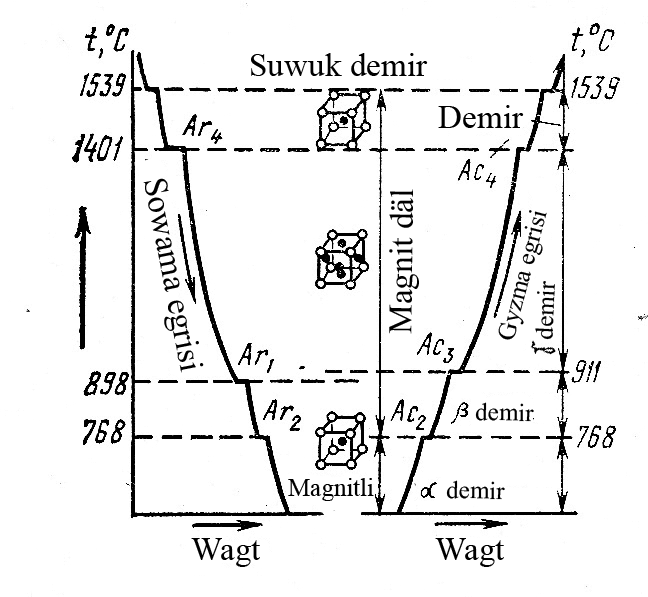 t,°C
t,°C
Suwuk demir
1539
1539
Demir
Ar4
1401
Ac4
Sowama egrisi
Magnit däl
Gyzma egrisi
γ demir
Ar1
Ac3
898
911
Ar2
Ac2
β demir
768
768
Magnitli
α demir
Wagt
Wagt